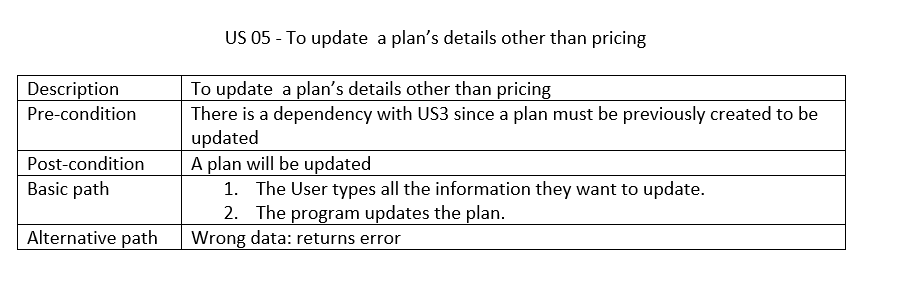 US 05 - To update  a plan’s details other than pricing
Description To update  a plan’s details other than pricing
Pre-condition There is a dependency with US3 since a plan must be previously created to be
updated
Post-condition A plan will be updated
Basic path 1. The User types all the information they want to update.
2. The program updates the plan.
Alternative path Wrong data: returns error